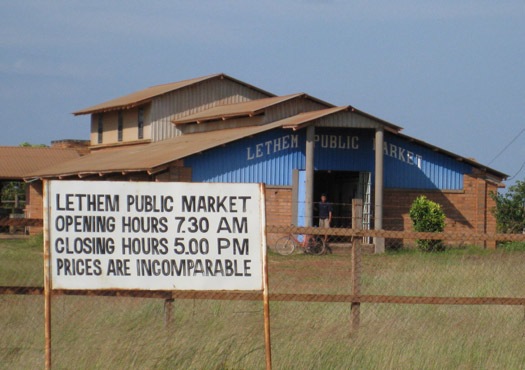 LETHEM PUBLIC MARKET
LETHEM PUBLIC MARKET
OPENING HOURS 7.30 AM
CLOSING HOURS 5.00 PM
PRICES ARE INCOMPARABLE